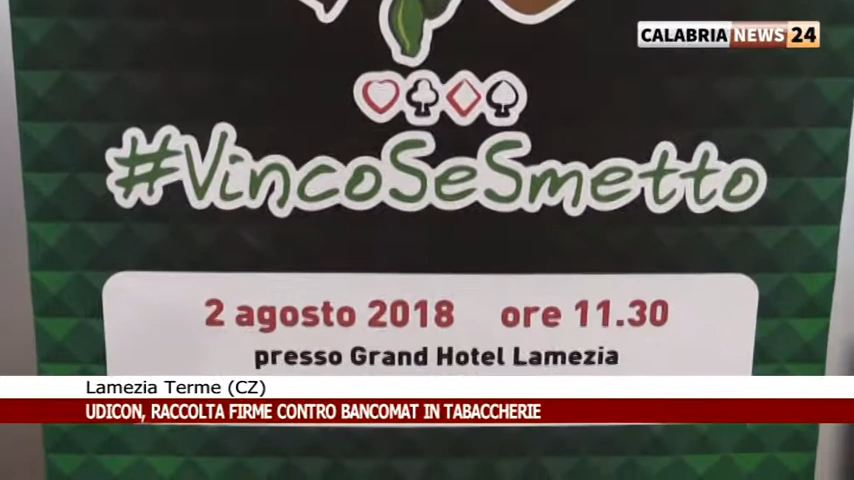 CALABRIA NEWS 24
#VincoSeSmetto
2 agosto 2018 ore 11.30
presso Grand Hotel Lamezia
Lamezia Terme (CZ)
UDICON, RACCOLTA FIRME CONTRO BANCOMAT IN TABACCHERIE